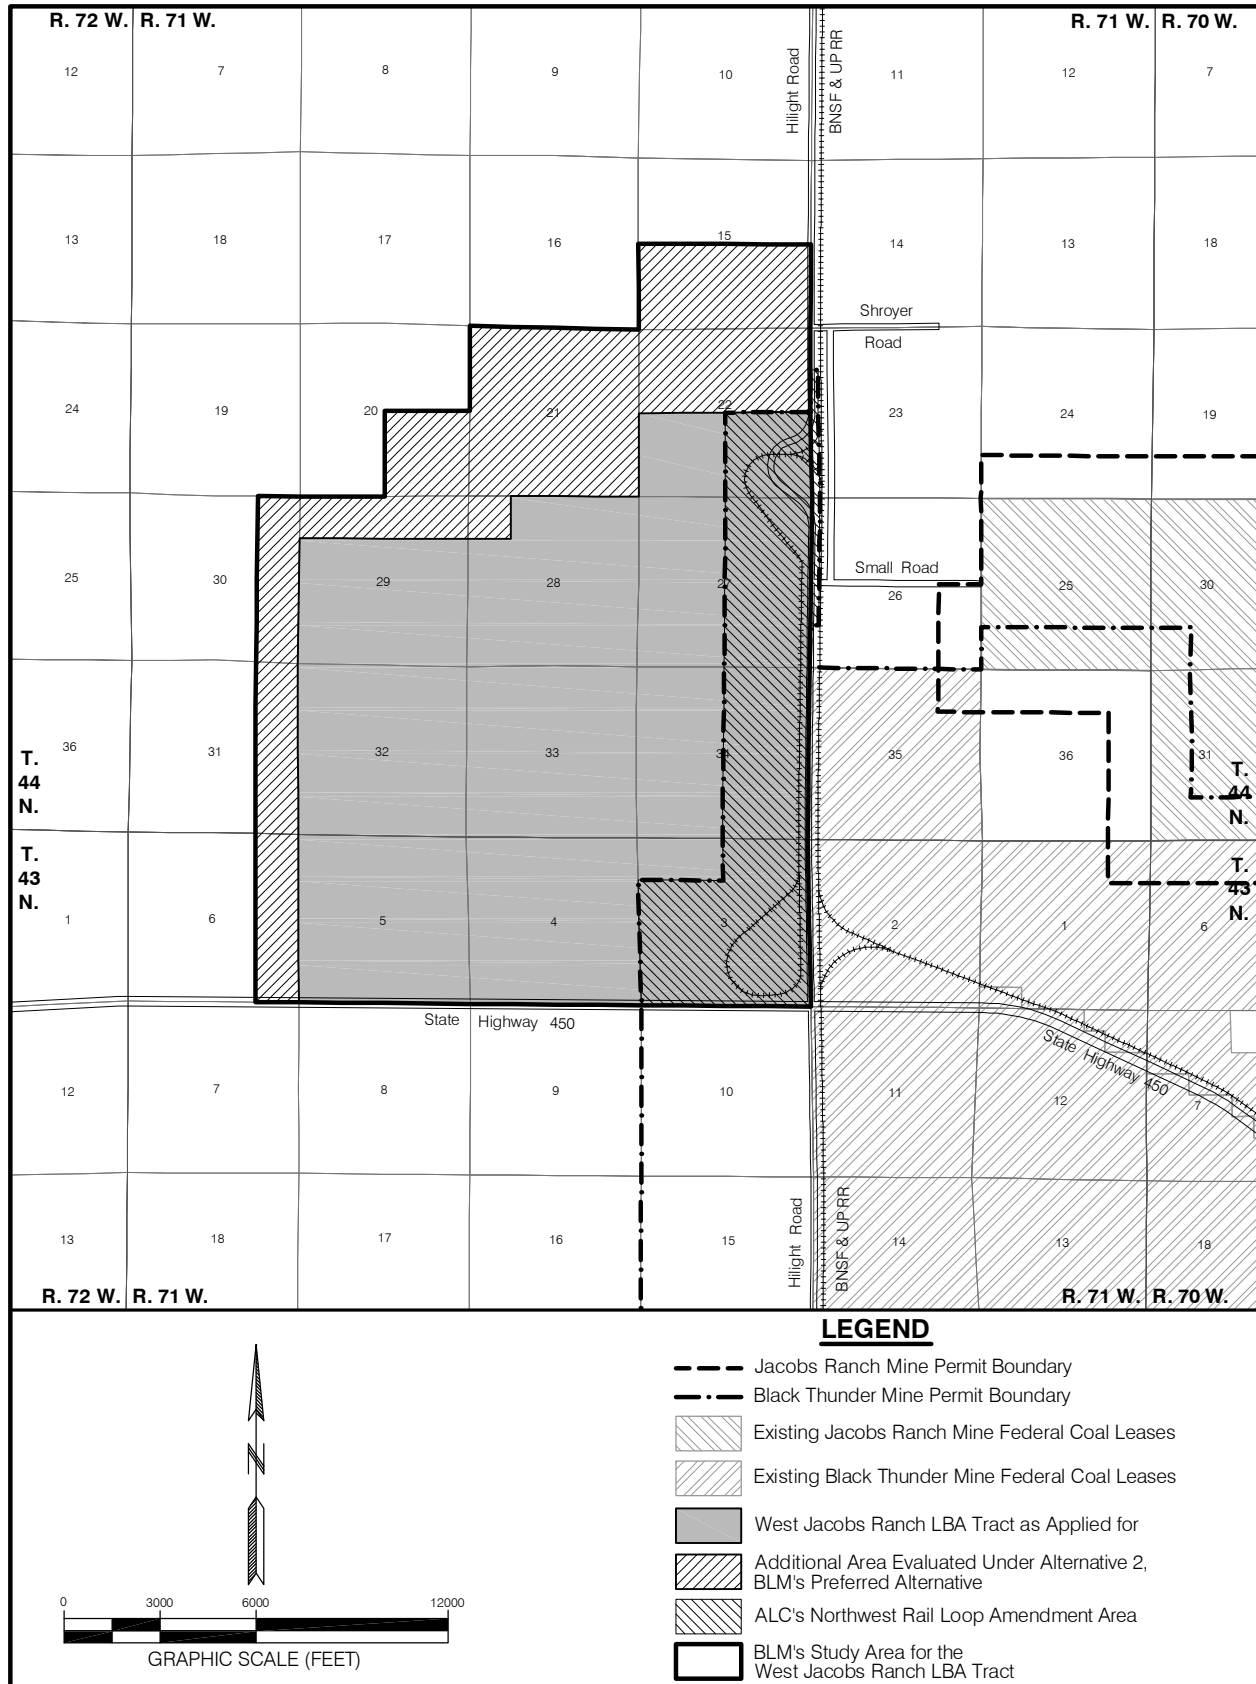 R. 72 W. R. 71 W.
R. 71 W. R. 70 W.
12 7 8 9 10 11 12 7
Hilight Road
BNSF & UP RR
13 18 17 16 15 14 13 18
Shroyer
Road
24 19 20 21 22 23 24 19
25 30 29 28 27 26 25 30
Small Road
36 31 32 33 34 35 36 31
T.
44
N.
T.
43
N.
T.
44
N.
T.
43
N.
1 6 5 4 3 2 1 6
State Highway 450
State Highway 450
12 7 8 9 10 11 12 7
Hilight Road
BNSF & UP RR
13 18 17 16 15 14 13 18
R. 72 W. R. 71 W.
R. 71 W. R. 70 W.
LEGEND
Jacobs Ranch Mine Permit Boundary
Black Thunder Mine Permit Boundary
Existing Jacobs Ranch Mine Federal Coal Leases
Existing Black Thunder Mine Federal Coal Leases
West Jacobs Ranch LBA Tract as Applied for
Additional Area Evaluated Under Alternative 2,
BLM's Preferred Alternative
ALC's Northwest Rail Loop Amendment Area
BLM's Study Area for the
West Jacobs Ranch LBA Tract
N
0 3000 6000 12000
GRAPHIC SCALE (FEET)